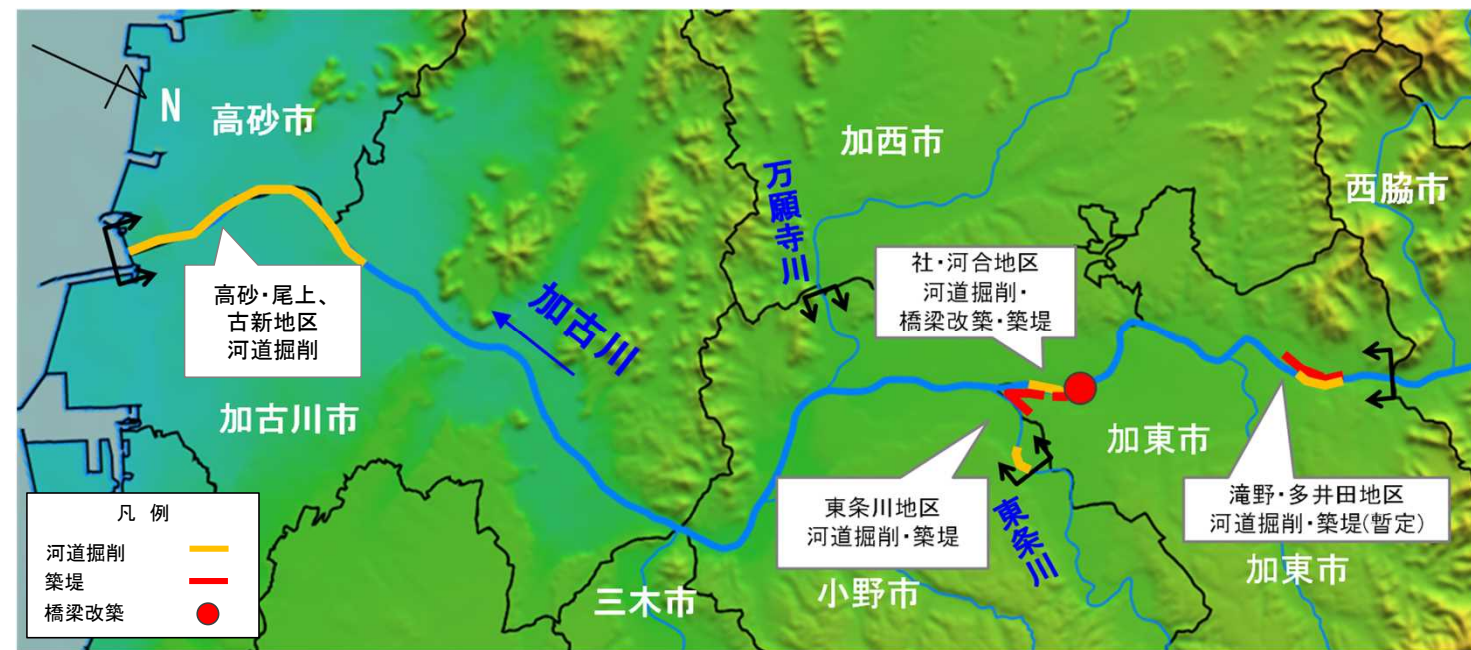 N
高砂市
高砂・尾上、
古新地区
河道掘削
加古川市
加古川
万願寺川
加西市
西脇市
社・河合地区
河道掘削・
橋梁改築・築堤
加東市
東条川地区
河道掘削・築堤
東条川
滝野・多井田地区
河道掘削・築堤(暫定)
加東市
小野市
三木市
凡 例
河道掘削
築堤
橋梁改築